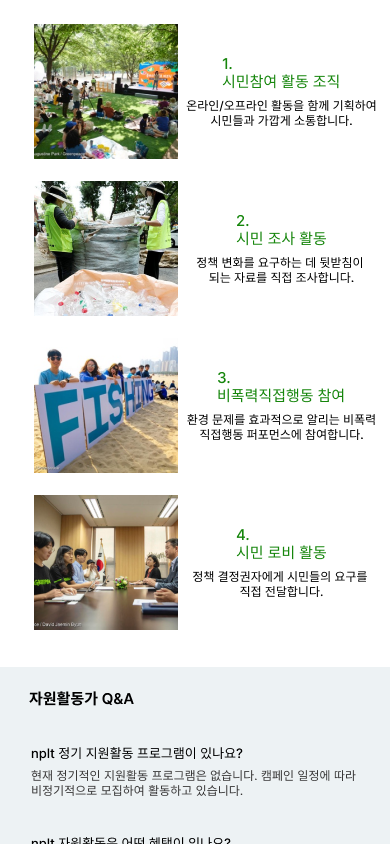 1.
시민참여 활동 조직
온라인/오프라인 활동을 함께 기획하여
시민들과 가깝게 소통합니다.
2.
시민 조사 활동
정책 변화를 요구하는 데 뒷받침이
되는 자료를 직접 조사합니다.
FISHING
3.
비폭력직접행동 참여
환경 문제를 효과적으로 알리는 비폭력
직접행동 퍼포먼스에 참여합니다.
4.
시민 로비 활동
정책 결정권자에게 시민들의 요구를
직접 전달합니다.
자원활동가 Q&A
nplt 정기 지원활동 프로그램이 있나요?
현재 정기적인 지원활동 프로그램은 없습니다. 캠페인 일정에 따라
비정기적으로 모집하여 활동하고 있습니다.
nplt 자원활동은 어떤 혜택이 있나요?